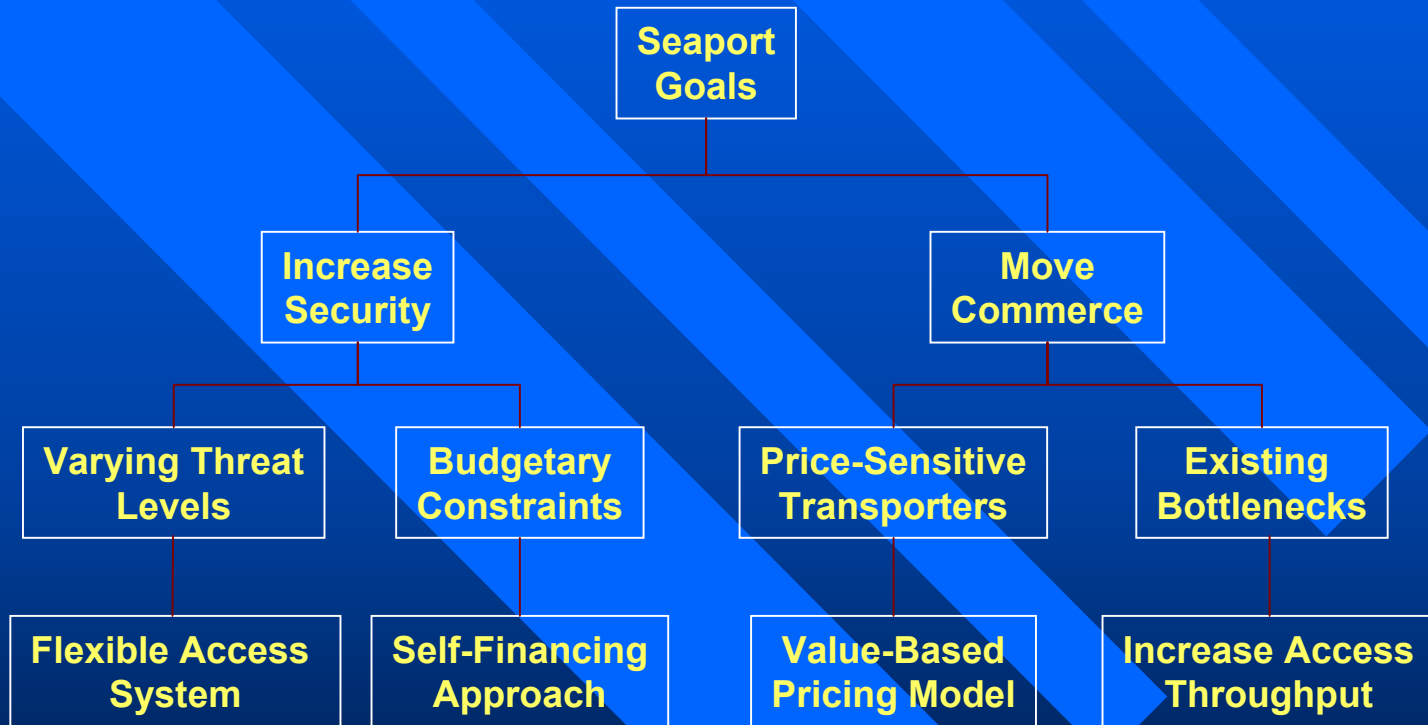 Seaport
Goals
Increase
Security
Move
Commerce
Varying Threat
Levels
Budgetary
Constraints
Price-Sensitive
Transporters
Existing
Bottlenecks
Flexible Access
System
Self-Financing
Approach
Value-Based
Pricing Model
Increase Access
Throughput